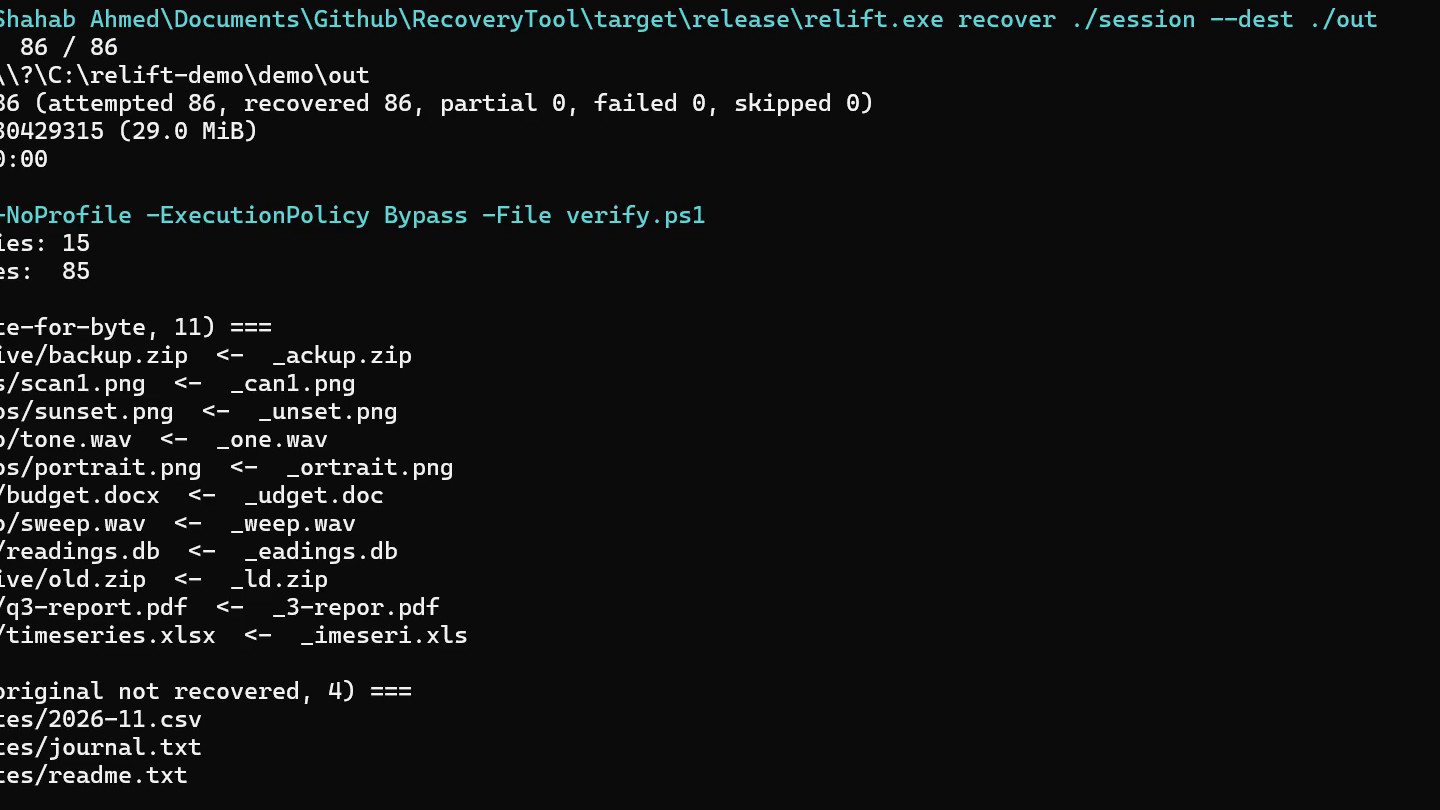 Shahab Ahmed\Documents\Github\RecoveryTool\target\release\relift.exe recover ./session --dest ./out
86 / 86
\\?\C:\relift-demo\demo\out
86 (attempted 86, recovered 86, partial 0, failed 0, skipped 0)
30429315 (29.0 MiB)
0:00
-NoProfile -ExecutionPolicy Bypass -File verify.ps1
ies: 15
es:  85
te-for-byte, 11) ===
ive/backup.zip  <-  _ackup.zip
s/scan1.png  <-  _can1.png
os/sunset.png  <-  _unset.png
o/tone.wav  <-  _one.wav
os/portrait.png  <-  _ortrait.png
/budget.docx  <-  _udget.doc
o/sweep.wav  <-  _weep.wav
/readings.db  <-  _eadings.db
ive/old.zip  <-  _ld.zip
/q3-report.pdf  <-  _3-repor.pdf
/timeseries.xlsx  <-  _imeseri.xls
original not recovered, 4) ===
tes/2026-11.csv
tes/journal.txt
tes/readme.txt